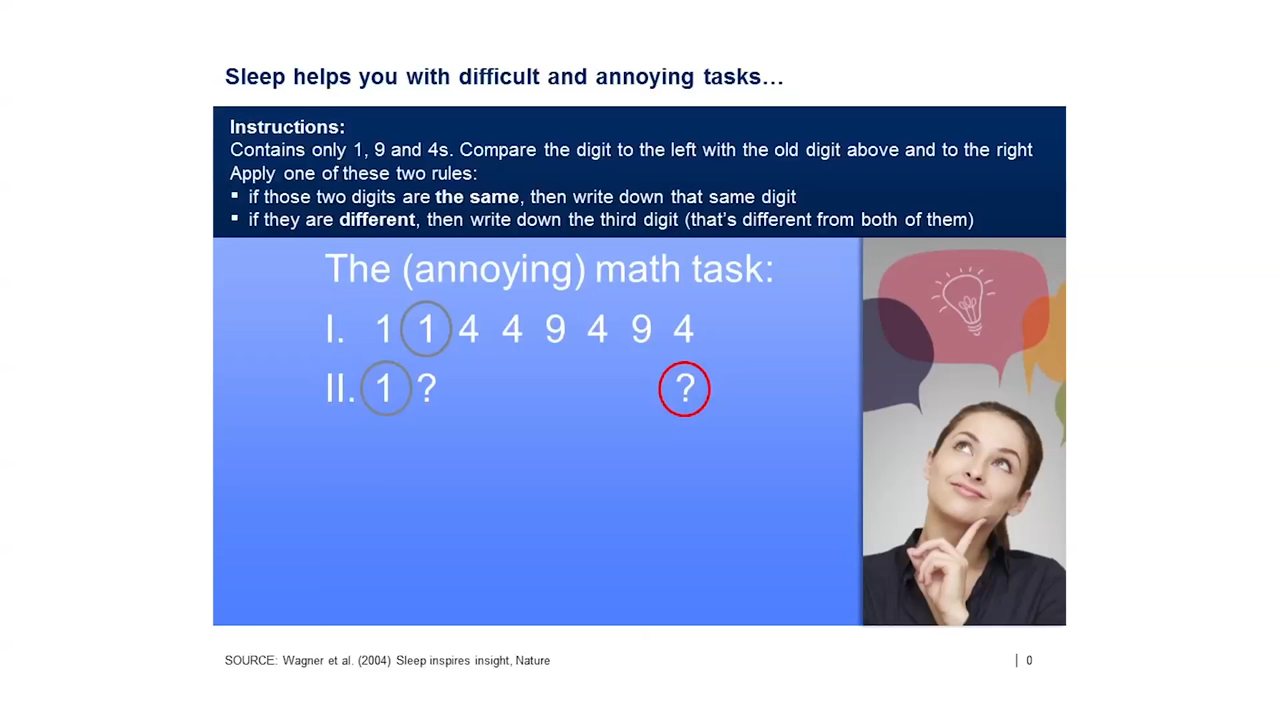 Sleep helps you with difficult and annoying tasks…
Instructions:
Contains only 1, 9 and 4s. Compare the digit to the left with the old digit above and to the right
Apply one of these two rules:
▪ if those two digits are the same, then write down that same digit
▪ if they are different, then write down the third digit (that's different from both of them)
The (annoying) math task:
I. 1 1 4 4 9 4 9 4
II. 1 ? ?
SOURCE: Wagner et al. (2004) Sleep inspires insight, Nature
| 0